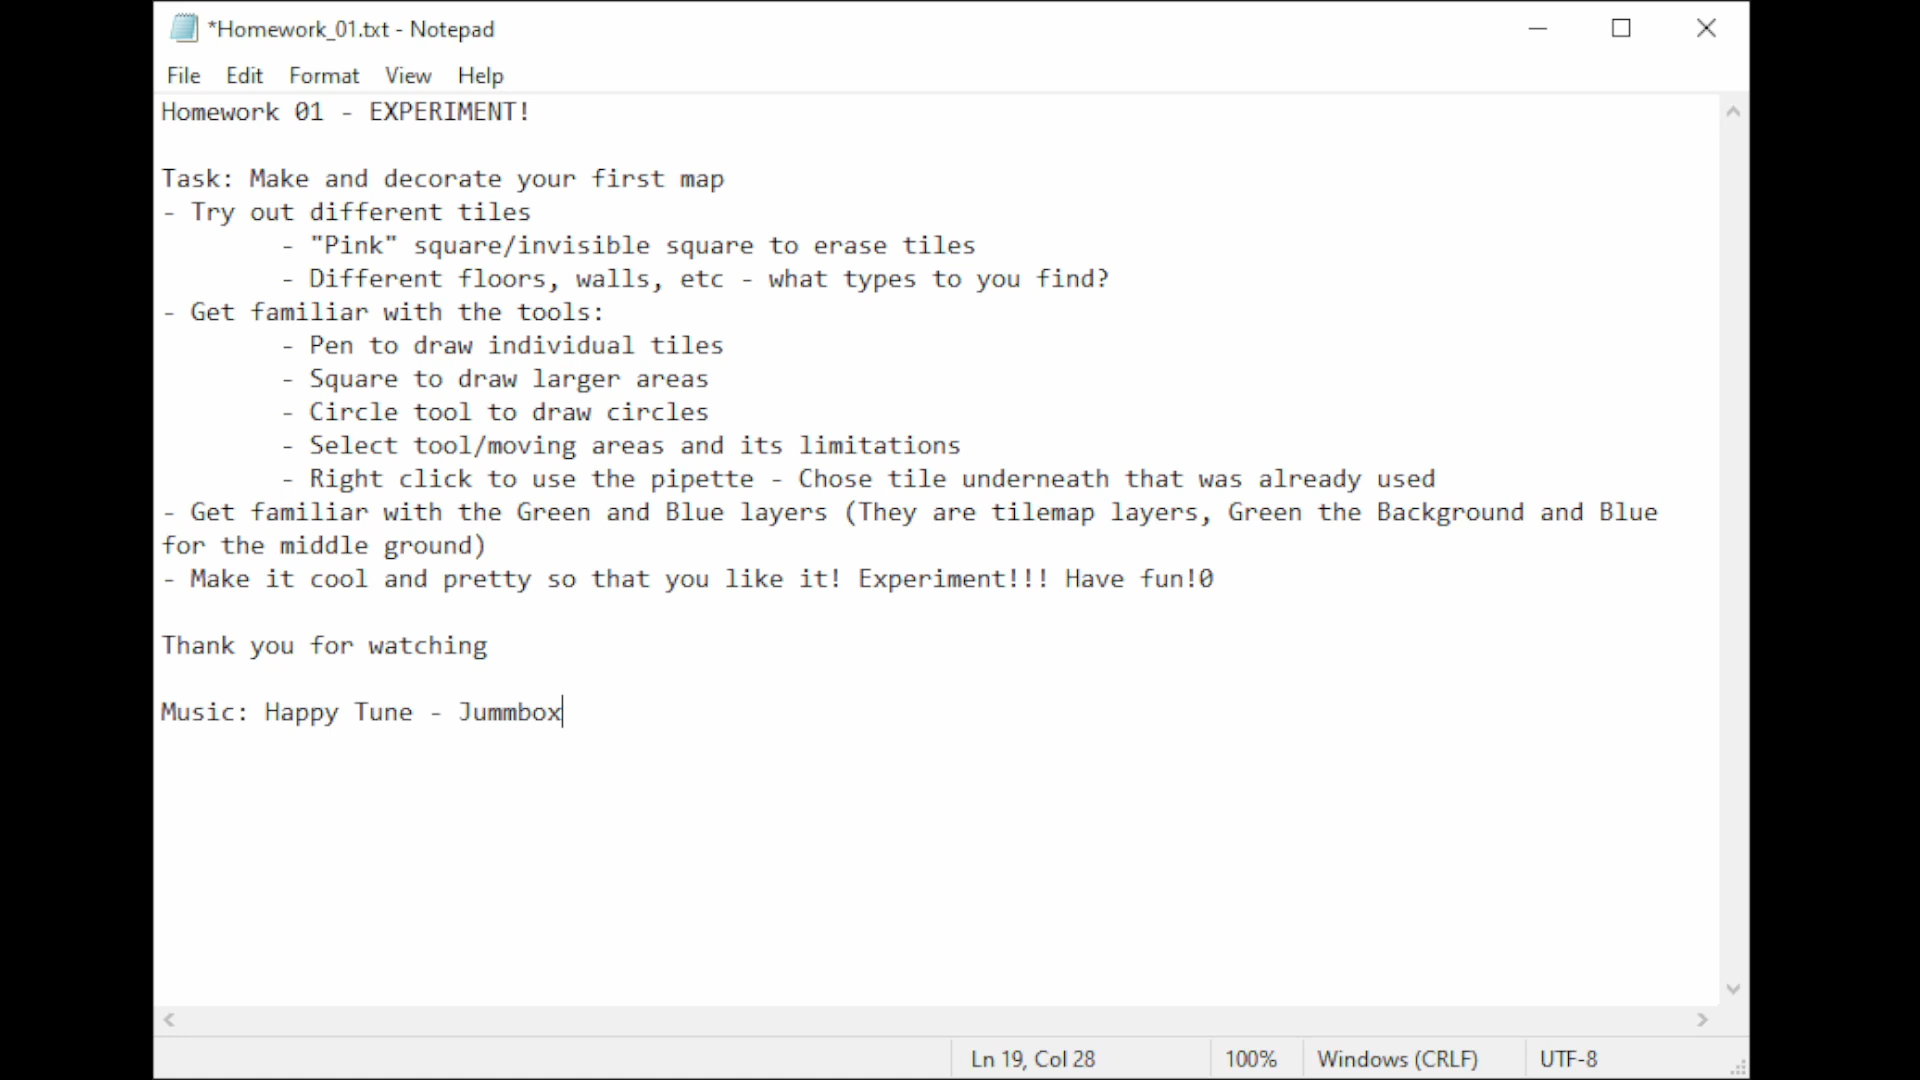 *Homework_01.txt - Notepad
File Edit Format View Help
Homework 01 - EXPERIMENT!
Task: Make and decorate your first map
- Try out different tiles
- "Pink" square/invisible square to erase tiles
- Different floors, walls, etc - what types to you find?
- Get familiar with the tools:
- Pen to draw individual tiles
- Square to draw larger areas
- Circle tool to draw circles
- Select tool/moving areas and its limitations
- Right click to use the pipette - Chose tile underneath that was already used
- Get familiar with the Green and Blue layers (They are tilemap layers, Green the Background and Blue
for the middle ground)
- Make it cool and pretty so that you like it! Experiment!!! Have fun!0
Thank you for watching
Music: Happy Tune - Jummbox
Ln 19, Col 28 100% Windows (CRLF) UTF-8